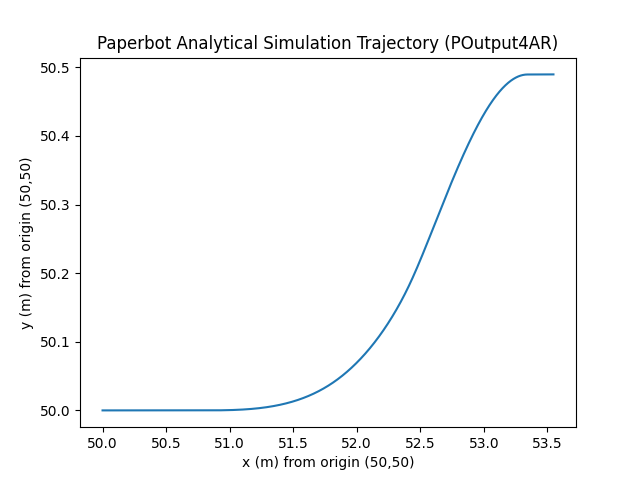 Paperbot Analytical Simulation Trajectory (POutput4AR)
y (m) from origin (50,50)
50.5
50.4
50.3
50.2
50.1
50.0
50.0 50.5 51.0 51.5 52.0 52.5 53.0 53.5
x (m) from origin (50,50)